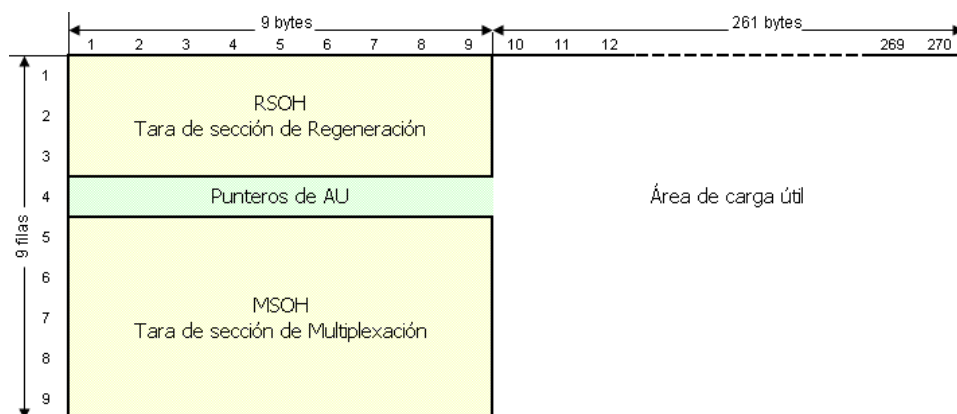 9 bytes
261 bytes
1 2 3 4 5 6 7 8 9 10 11 12 269 270
9 filas
1
2
3
4
5
6
7
8
9
RSOH
Tara de sección de Regeneración
Punteros de AU
Área de carga útil
MSOH
Tara de sección de Multiplexación